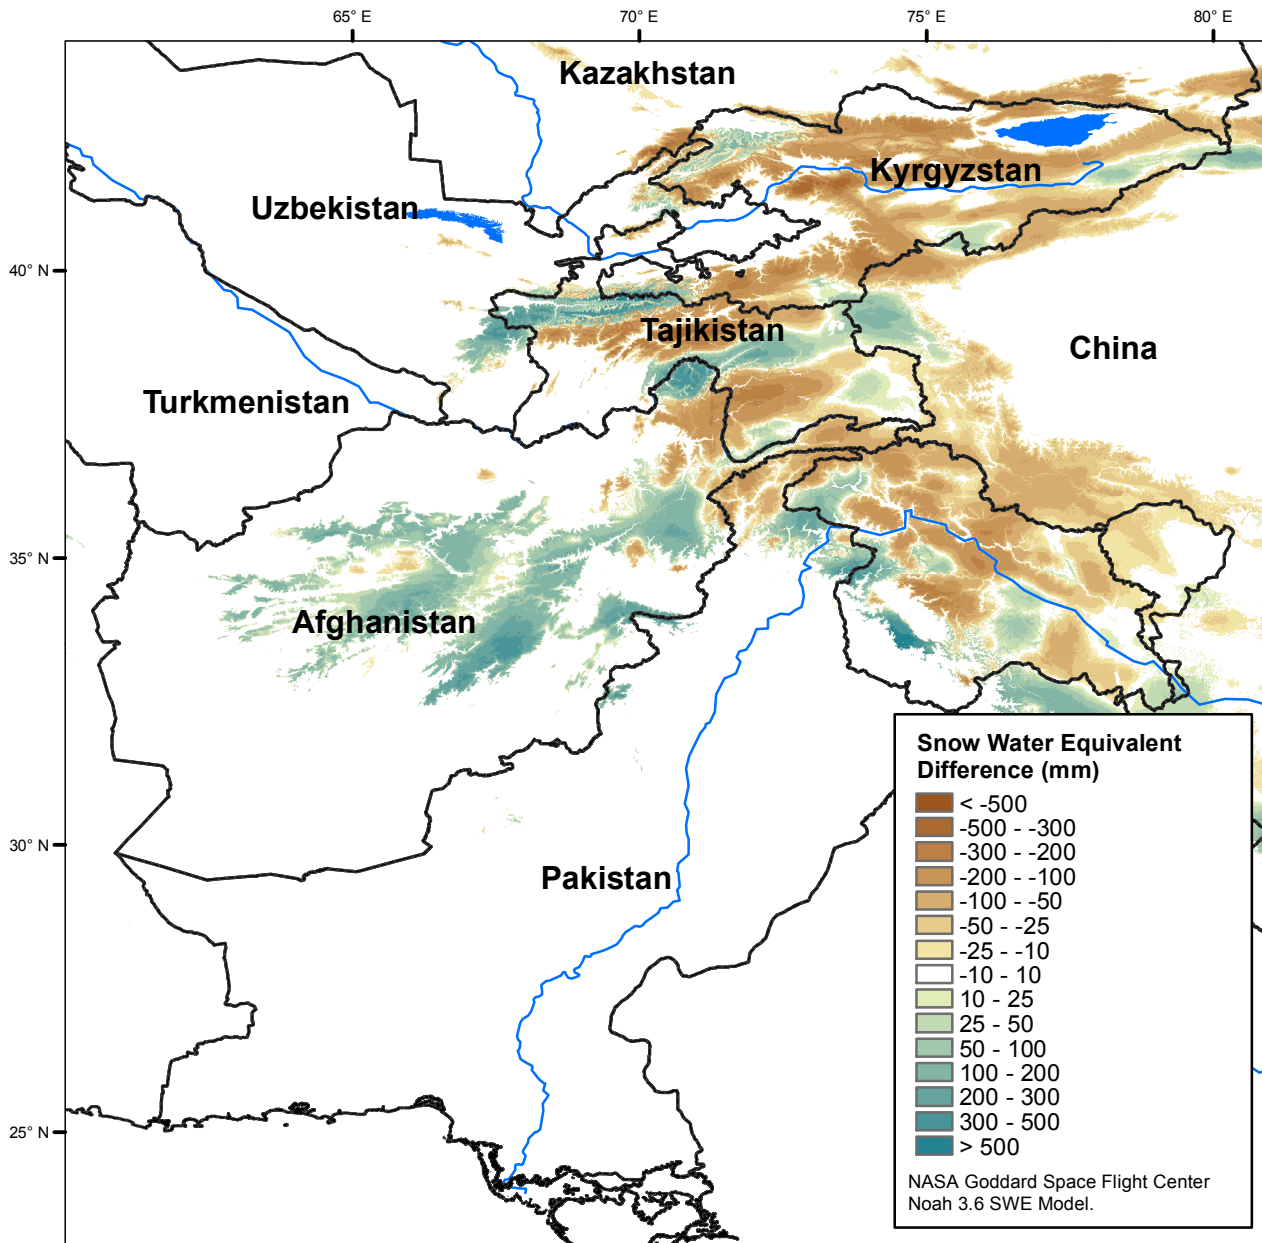 65° E
70° E
75° E
80° E
Kazakhstan
Kyrgyzstan
Uzbekistan
40° N
Tajikistan
China
Turkmenistan
35° N
Afghanistan
Snow Water Equivalent
Difference (mm)
< -500
-500 - -300
-300 - -200
-200 - -100
-100 - -50
-50 - -25
-25 - -10
-10 - 10
10 - 25
25 - 50
50 - 100
100 - 200
200 - 300
300 - 500
> 500
NASA Goddard Space Flight Center
Noah 3.6 SWE Model.
30° N
Pakistan
25° N